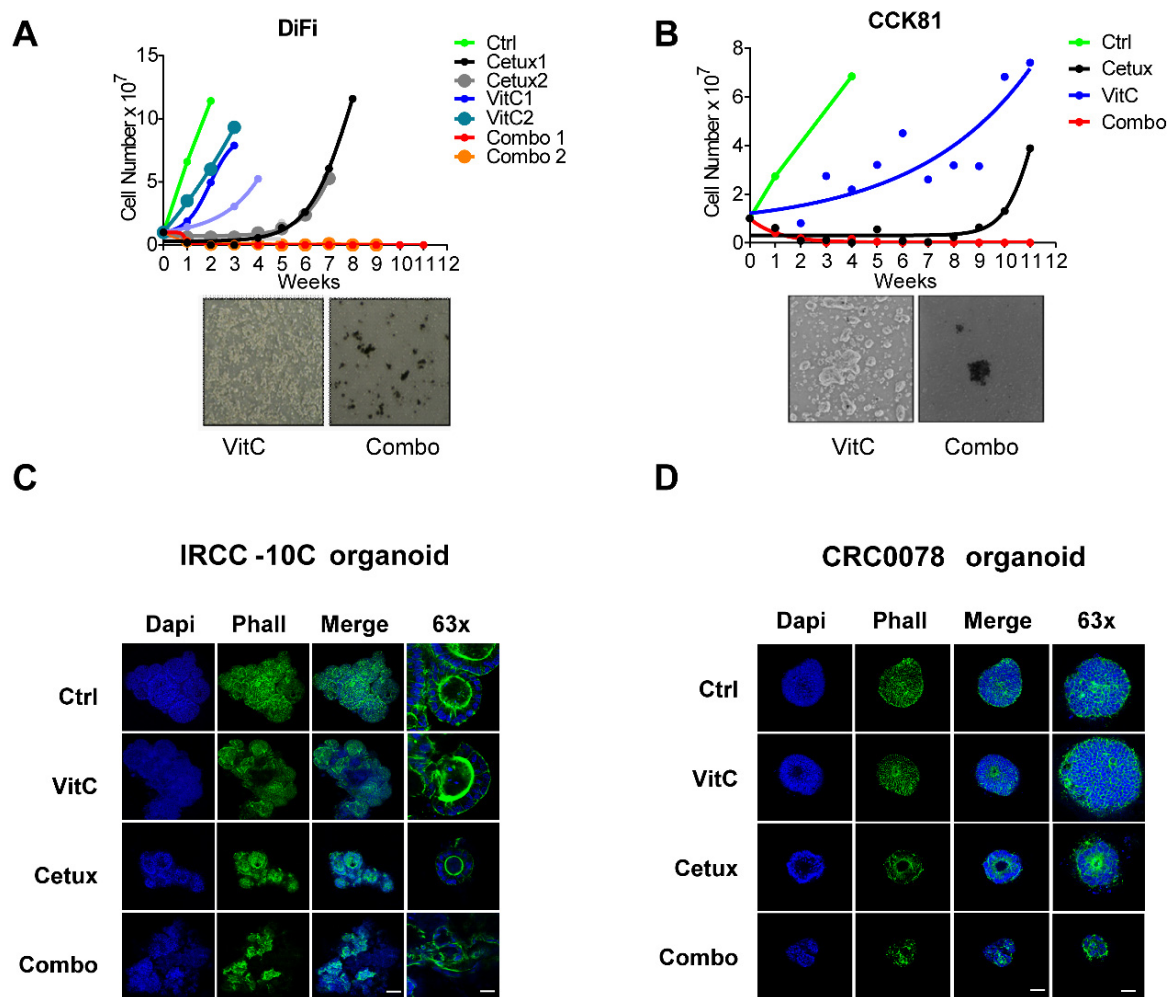 A
DiFi
15
10
5
0
Cell Number x 10⁷
0 1 2 3 4 5 6 7 8 9 10 11 12
Weeks
Ctrl
Cetux1
Cetux2
VitC1
VitC2
Combo 1
Combo 2
VitC
Combo
B
CCK81
8
6
4
2
0
Cell Number x 10⁷
0 1 2 3 4 5 6 7 8 9 10 11 12
Weeks
Ctrl
Cetux
VitC
Combo
VitC
Combo
C
IRCC -10C organoid
Dapi Phall Merge 63x
Ctrl
VitC
Cetux
Combo
D
CRC0078 organoid
Dapi Phall Merge 63x
Ctrl
VitC
Cetux
Combo